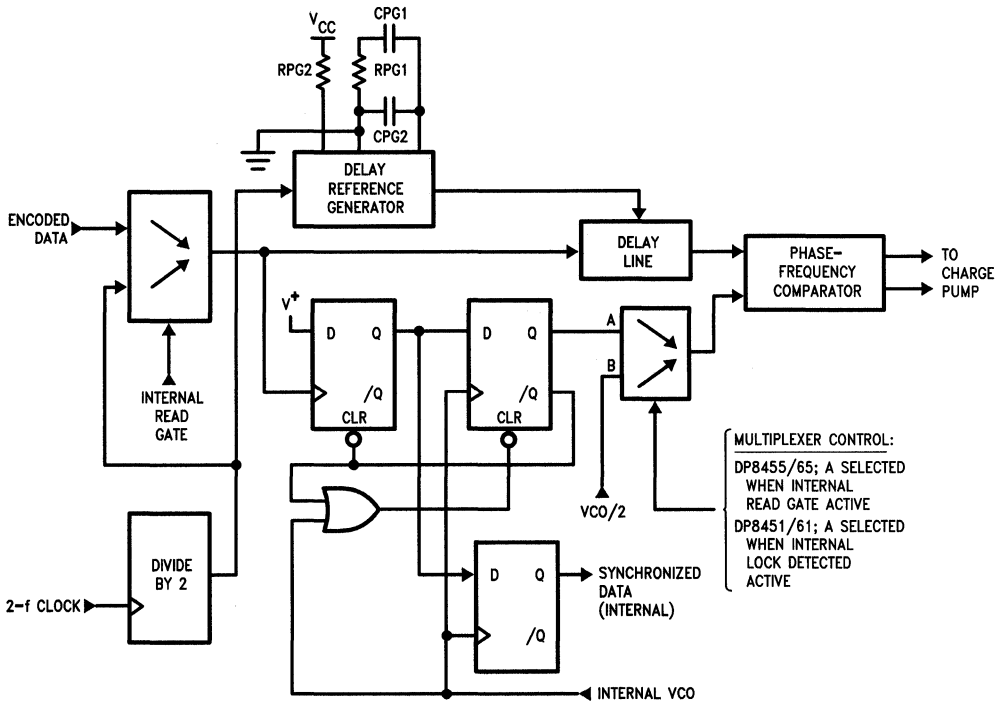 VCC
CPG1
RPG2
RPG1
CPG2
DELAY
REFERENCE
GENERATOR
ENCODED
DATA
DELAY
LINE
PHASE-
FREQUENCY
COMPARATOR
TO
CHARGE
PUMP
INTERNAL
READ
GATE
V+
D
Q
/Q
CLR
D
Q
/Q
CLR
A
B
VCO/2
MULTIPLEXER CONTROL:
DP8455/65; A SELECTED
WHEN INTERNAL
READ GATE ACTIVE
DP8451/61; A SELECTED
WHEN INTERNAL
LOCK DETECTED
ACTIVE
DIVIDE
BY 2
2-f CLOCK
D
Q
/Q
SYNCHRONIZED
DATA
(INTERNAL)
INTERNAL VCO